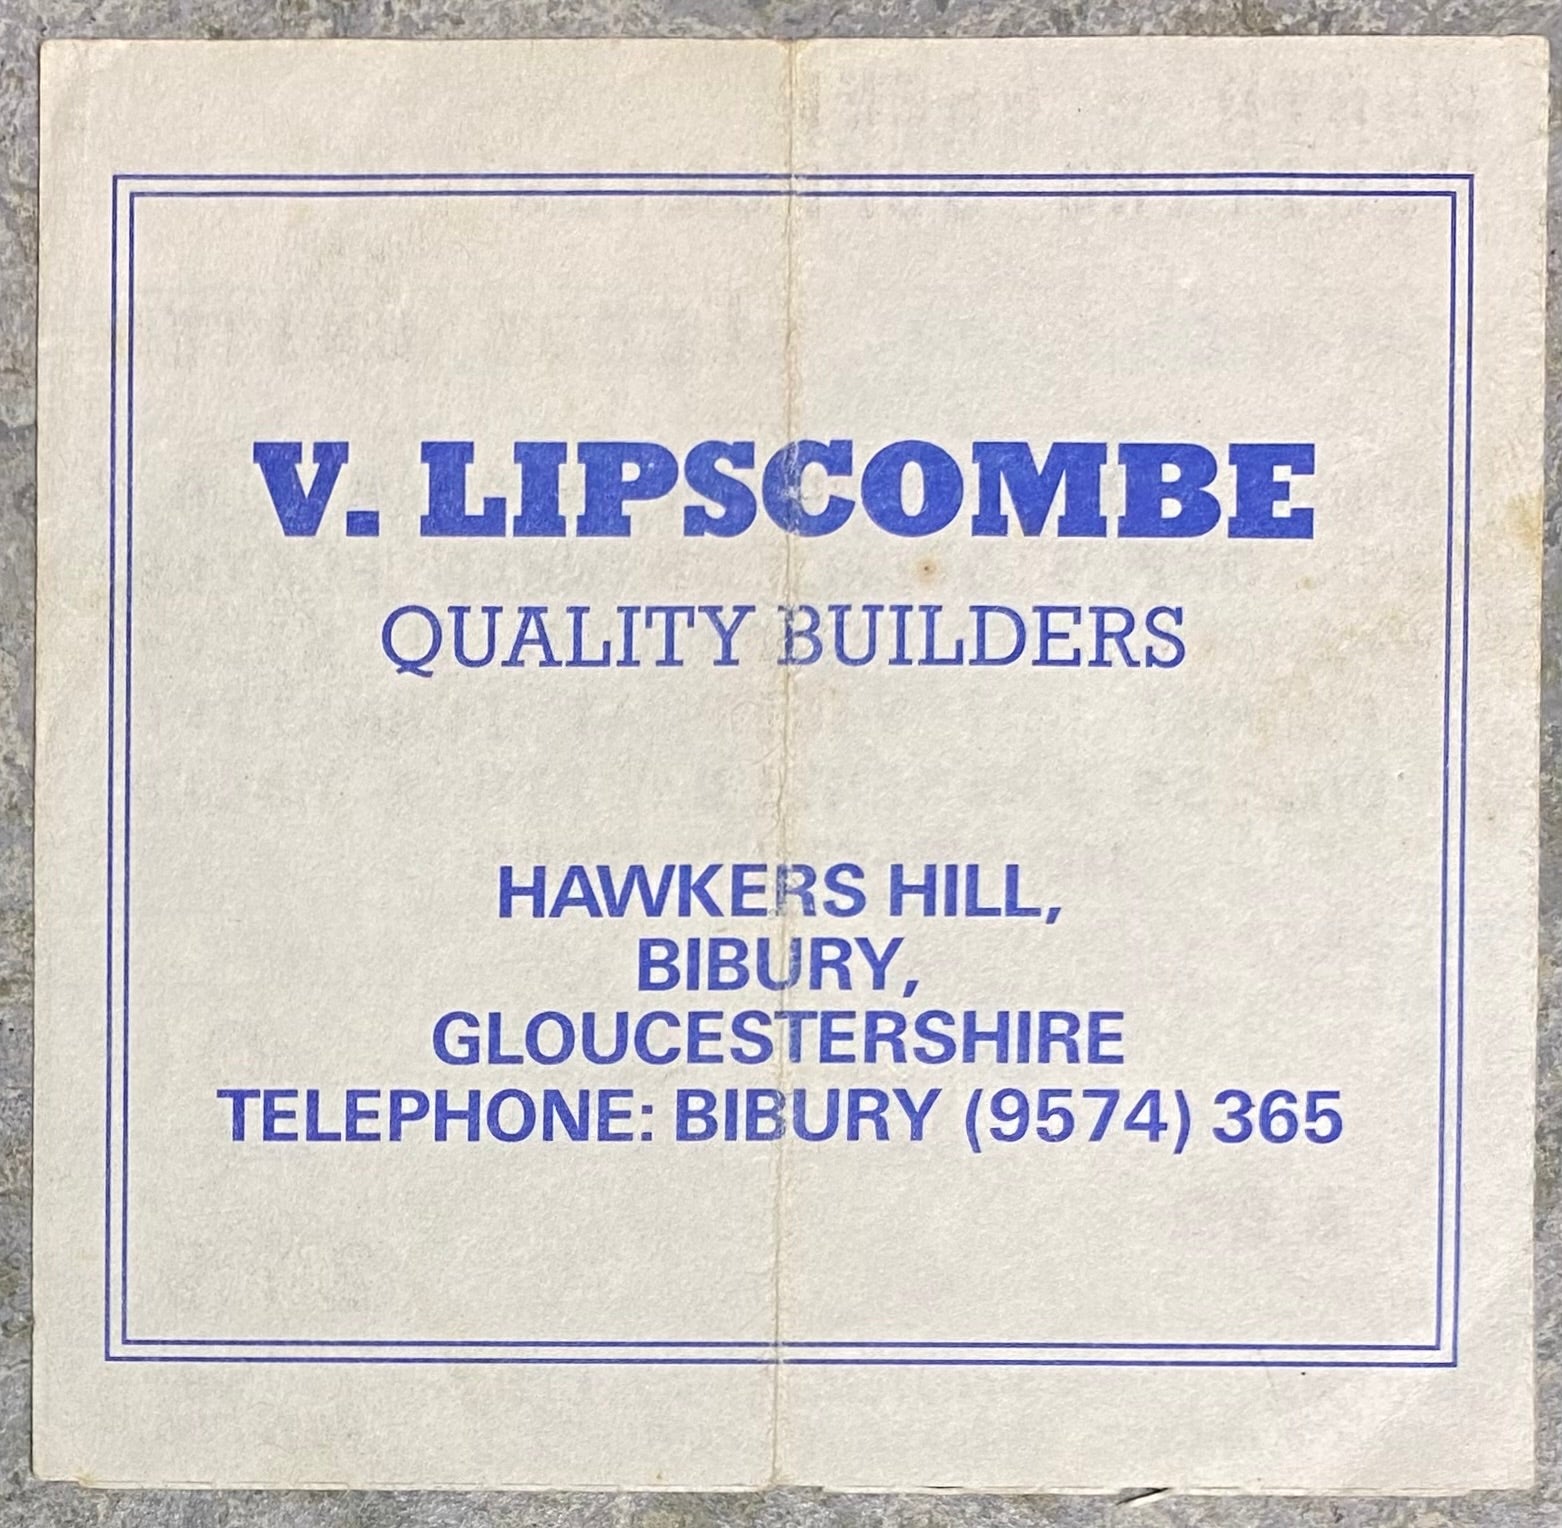 V. LIPSCOMBE
QUALITY BUILDERS
HAWKERS HILL,
BIBURY,
GLOUCESTERSHIRE
TELEPHONE: BIBURY (9574) 365